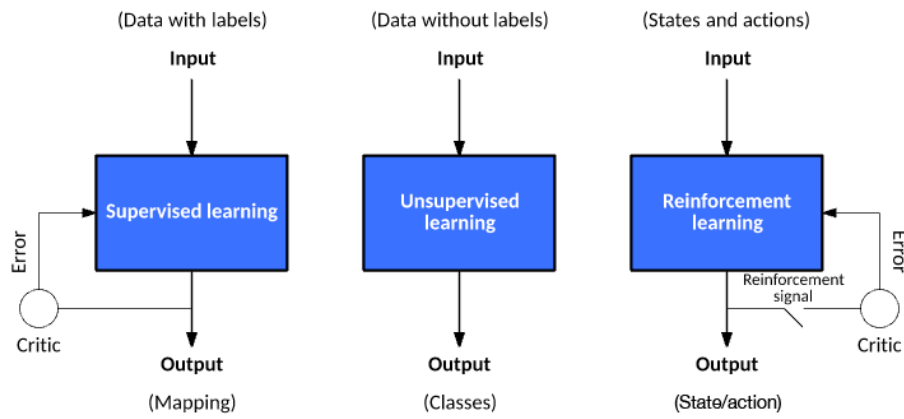 (Data with labels)
Input
Supervised learning
Error
Critic
Output
(Mapping)
(Data without labels)
Input
Unsupervised
learning
Output
(Classes)
(States and actions)
Input
Reinforcement
learning
Error
Reinforcement
signal
Critic
Output
(State/action)